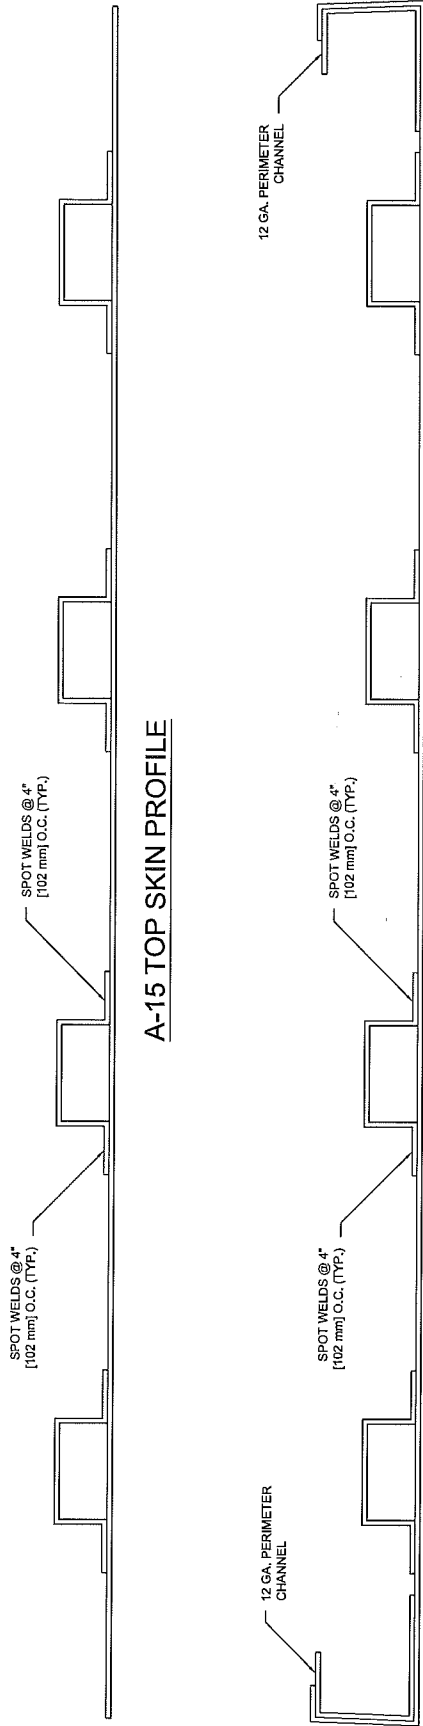 SPOT WELDS @ 4"
[102 mm] O.C. (TYP.)
SPOT WELDS @ 4"
[102 mm] O.C. (TYP.)
A-15 TOP SKIN PROFILE
12 GA. PERIMETER
CHANNEL
SPOT WELDS @ 4"
[102 mm] O.C. (TYP.)
SPOT WELDS @ 4"
[102 mm] O.C. (TYP.)
12 GA. PERIMETER
CHANNEL